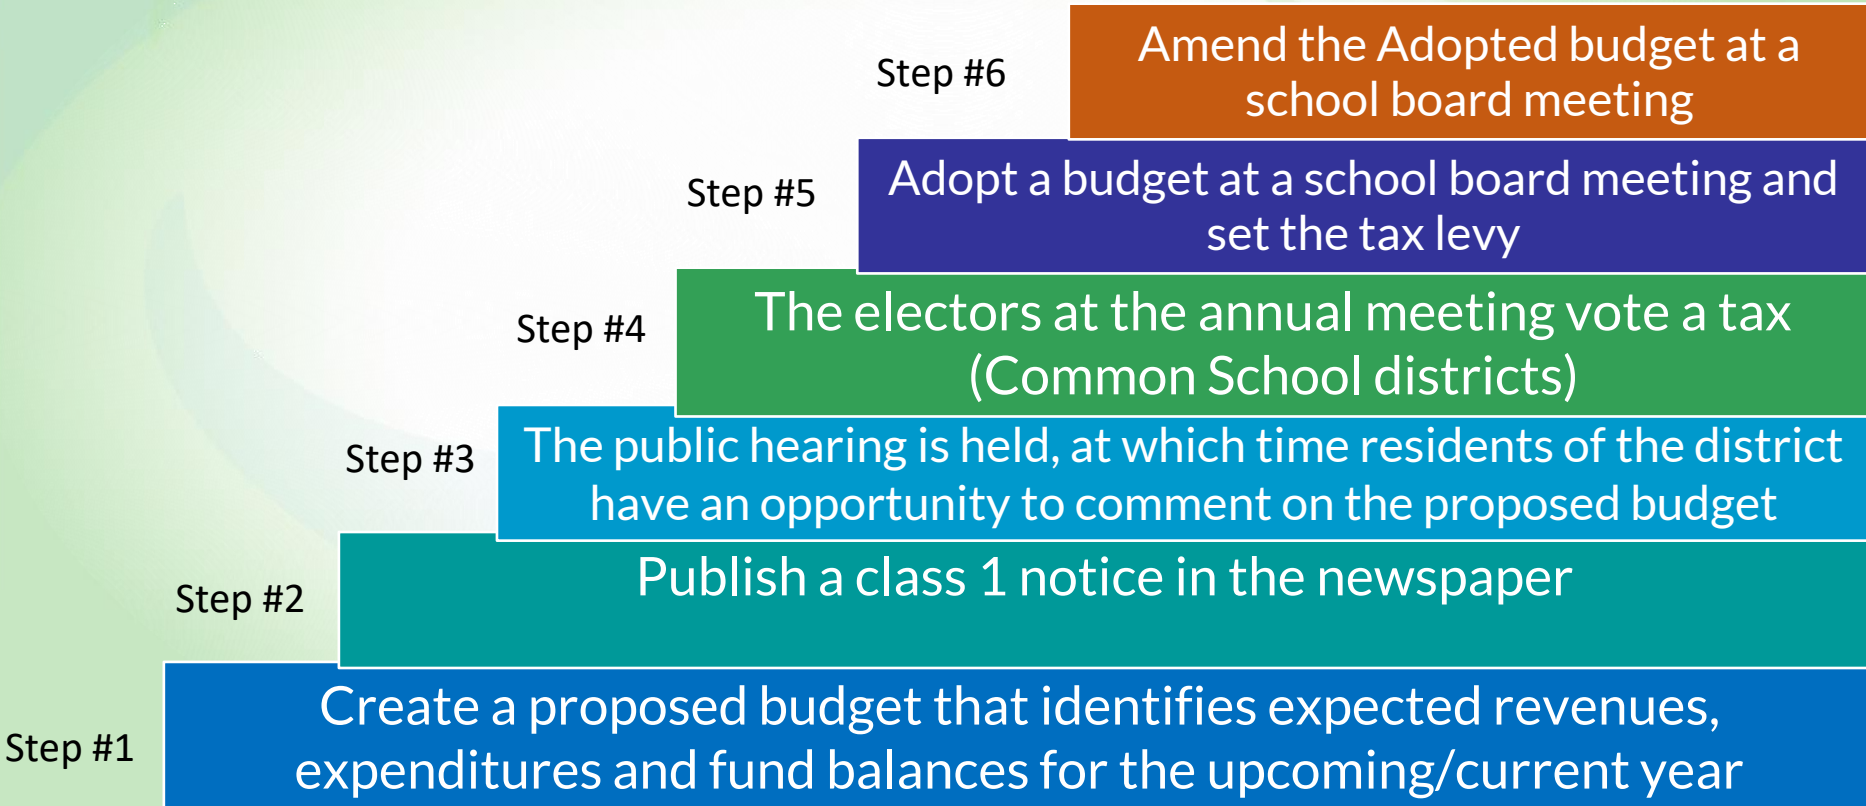 Step #6
Amend the Adopted budget at a
school board meeting
Step #5
Adopt a budget at a school board meeting and
set the tax levy
Step #4
The electors at the annual meeting vote a tax
(Common School districts)
Step #3
The public hearing is held, at which time residents of the district
have an opportunity to comment on the proposed budget
Step #2
Publish a class 1 notice in the newspaper
Step #1
Create a proposed budget that identifies expected revenues,
expenditures and fund balances for the upcoming/current year